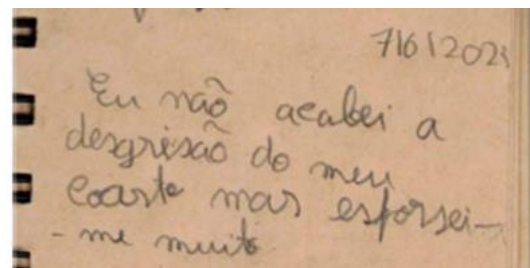 7/6/2021
Eu não acabei a
desgrisão do meu
coarto mas esforsei-
-me muito